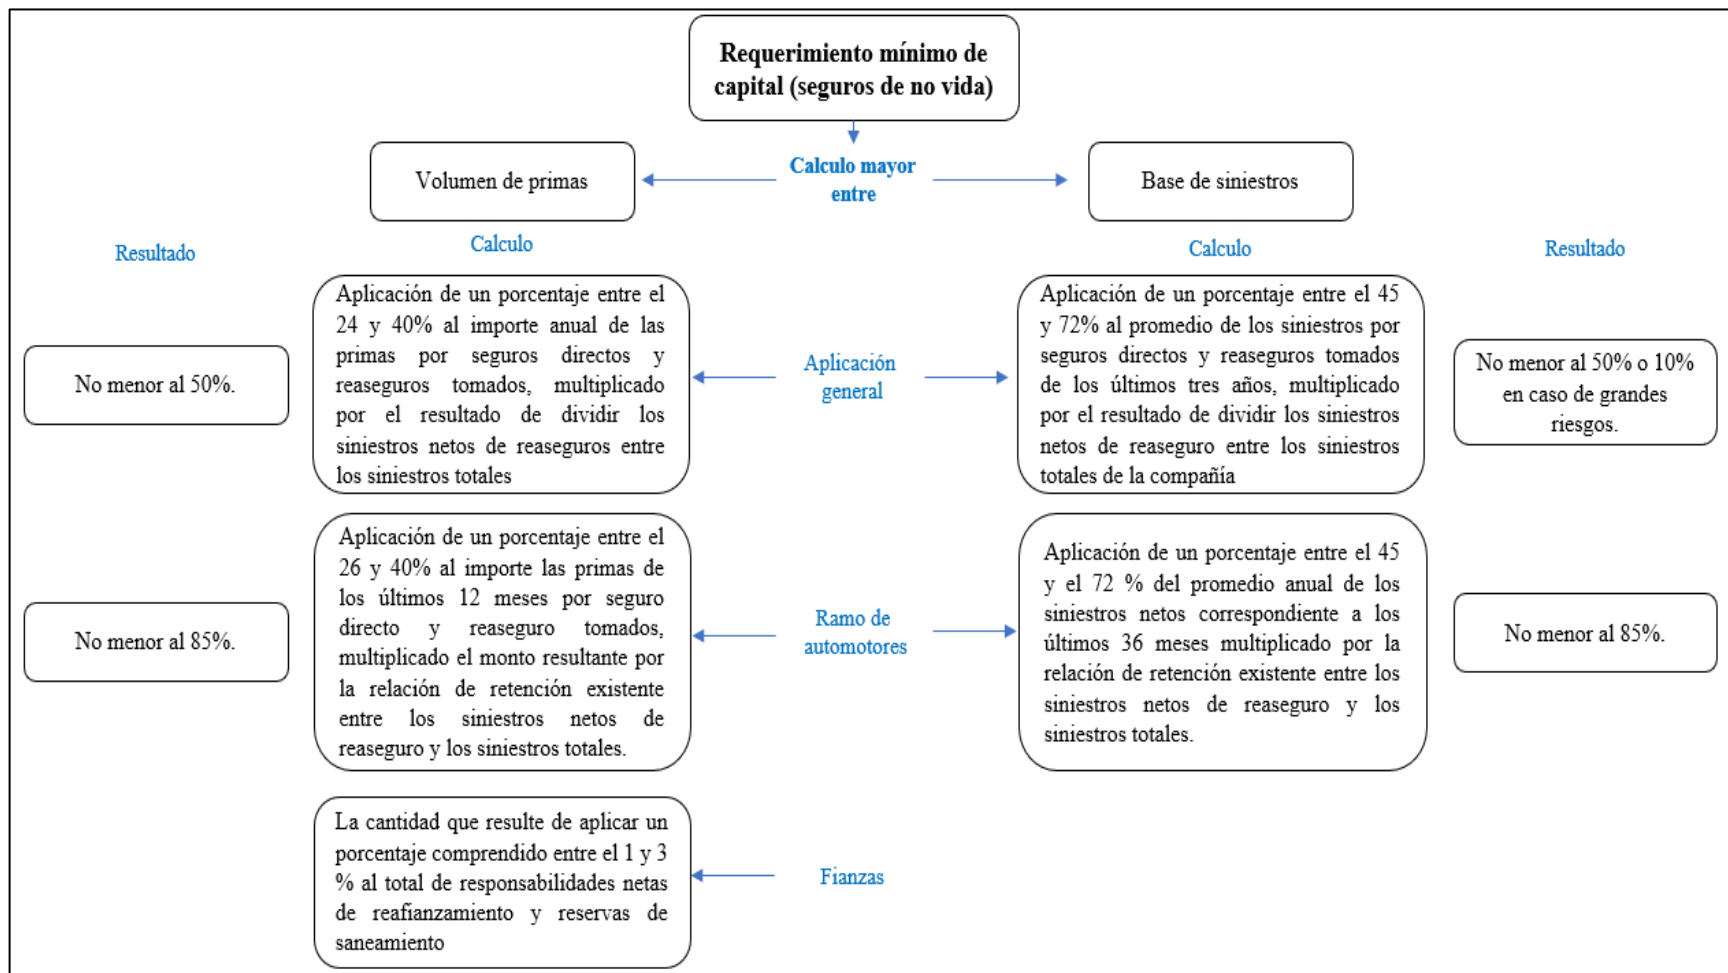 Requerimiento mínimo de
capital (seguros de no vida)
Volumen de primas
Calculo mayor
entre
Base de siniestros
Resultado
Calculo
Calculo
Resultado
No menor al 50%.
Aplicación de un porcentaje entre el
24 y 40% al importe anual de las
primas por seguros directos y
reaseguros tomados, multiplicado
por el resultado de dividir los
siniestros netos de reaseguros entre
los siniestros totales
Aplicación
general
Aplicación de un porcentaje entre el 45
y 72% al promedio de los siniestros por
seguros directos y reaseguros tomados
de los últimos tres años, multiplicado
por el resultado de dividir los siniestros
netos de reaseguro entre los siniestros
totales de la compañía
No menor al 50% o 10%
en caso de grandes
riesgos.
No menor al 85%.
Aplicación de un porcentaje entre el
26 y 40% al importe las primas de
los últimos 12 meses por seguro
directo y reaseguro tomados,
multiplicado el monto resultante por
la relación de retención existente
entre los siniestros netos de
reaseguro y los siniestros totales.
Ramo de
automotores
Aplicación de un porcentaje entre el 45
y el 72 % del promedio anual de los
siniestros netos correspondiente a los
últimos 36 meses multiplicado por la
relación de retención existente entre los
siniestros netos de reaseguro y los
siniestros totales.
No menor al 85%.
La cantidad que resulte de aplicar un
porcentaje comprendido entre el 1 y 3
% al total de responsabilidades netas
de reafianzamiento y reservas de
saneamiento
Fianzas